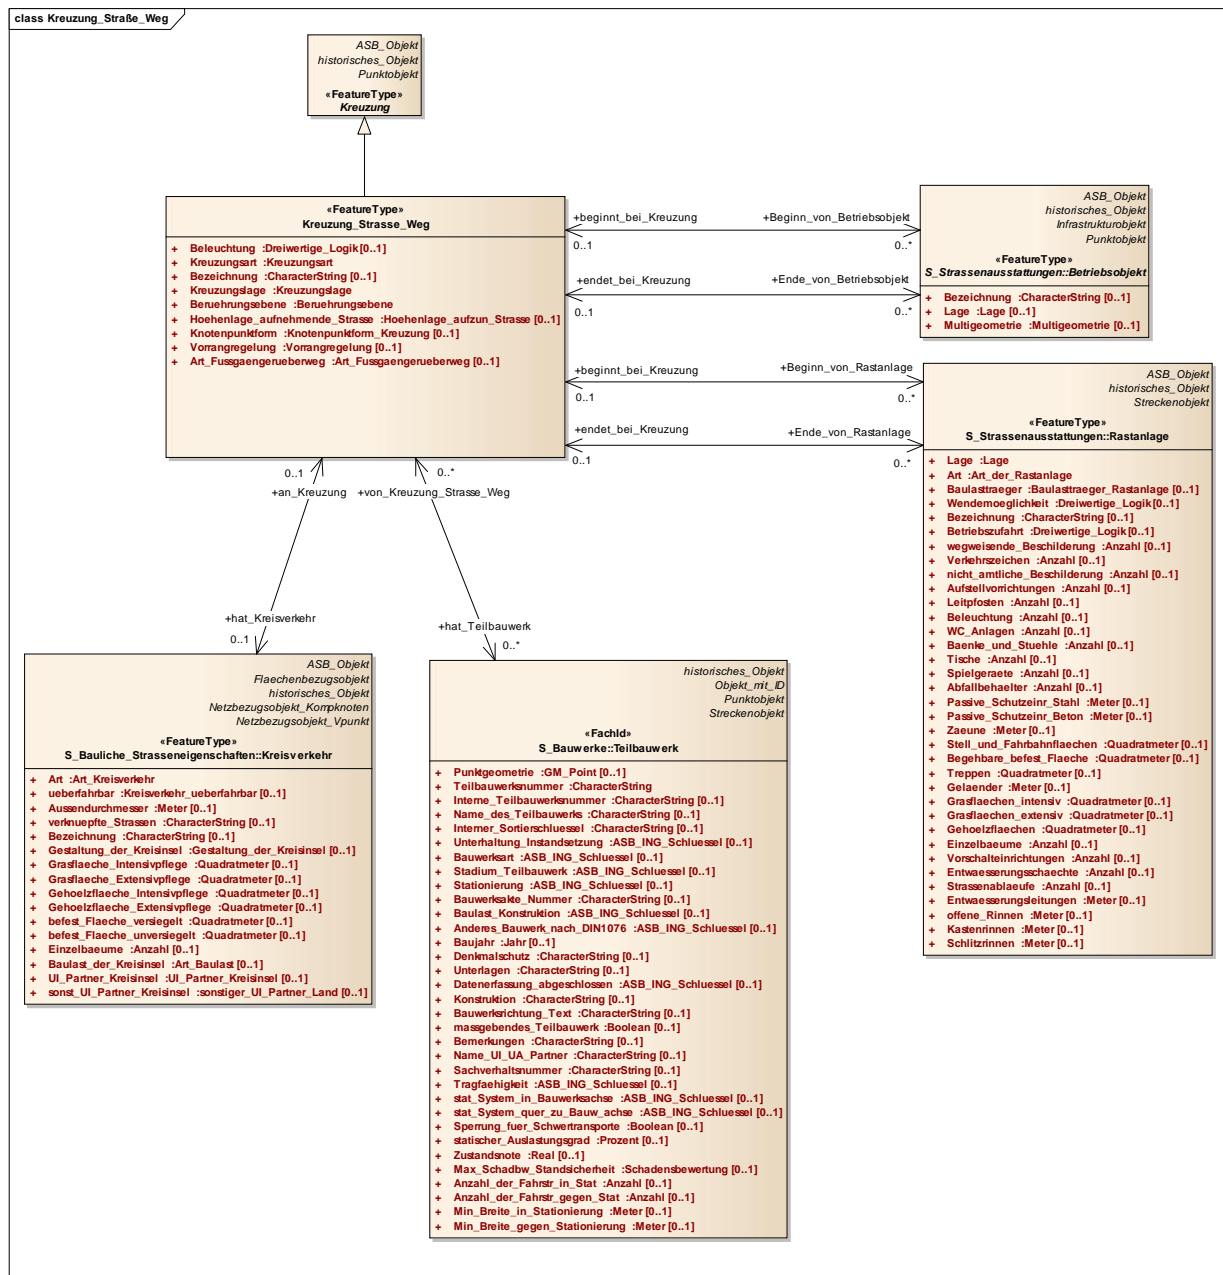 class Kreuzung_Straße_Weg
ASB_Objekt
historisches_Objekt
Punktobjekt
«FeatureType»
Kreuzung
«FeatureType»
Kreuzung_Strasse_Weg
+ Beleuchtung :Dreiwertige_Logik [0..1]
+ Kreuzungsart :Kreuzungsart
+ Bezeichnung :CharacterString [0..1]
+ Kreuzungslage :Kreuzungslage
+ Beruehrungsebene :Beruehrungsebene
+ Hoehenlage_aufnehmende_Strasse :Hoehenlage_aufzun_Strasse [0..1]
+ Knotenpunktform :Knotenpunktform_Kreuzung [0..1]
+ Vorrangregelung :Vorrangregelung [0..1]
+ Art_Fussgaengerueberweg :Art_Fussgaengerueberweg [0..1]
+beginnt_bei_Kreuzung
+Beginn_von_Betriebsobjekt
0..1
0..*
+endet_bei_Kreuzung
+Ende_von_Betriebsobjekt
0..1
0..*
ASB_Objekt
historisches_Objekt
Infrastrukturobjekt
Punktobjekt
«FeatureType»
S_Strassenausstattungen::Betriebsobjekt
+ Bezeichnung :CharacterString [0..1]
+ Lage :Lage [0..1]
+ Multigeometrie :Multigeometrie [0..1]
+beginnt_bei_Kreuzung
+Beginn_von_Rastanlage
0..1
0..*
+endet_bei_Kreuzung
+Ende_von_Rastanlage
0..1
0..*
ASB_Objekt
historisches_Objekt
Streckenobjekt
«FeatureType»
S_Strassenausstattungen::Rastanlage
+ Lage :Lage
+ Art :Art_der_Rastanlage
+ Baulasttraeger :Baulasttraeger_Rastanlage [0..1]
+ Wendemoeglichkeit :Dreiwertige_Logik [0..1]
+ Bezeichnung :CharacterString [0..1]
+ Betriebszufahrt :Dreiwertige_Logik [0..1]
+ wegweisende_Beschilderung :Anzahl [0..1]
+ Verkehrszeichen :Anzahl [0..1]
+ nicht_amtliche_Beschilderung :Anzahl [0..1]
+ Aufstellvorrichtungen :Anzahl [0..1]
+ Leitpfosten :Anzahl [0..1]
+ Beleuchtung :Anzahl [0..1]
+ WC_Anlagen :Anzahl [0..1]
+ Baenke_und_Stuehle :Anzahl [0..1]
+ Tische :Anzahl [0..1]
+ Spielgeraete :Anzahl [0..1]
+ Abfallbehaelter :Anzahl [0..1]
+ Passive_Schutzeinr_Stahl :Meter [0..1]
+ Passive_Schutzeinr_Beton :Meter [0..1]
+ Zaeune :Meter [0..1]
+ Stell_und_Fahrbahnflaechen :Quadratmeter [0..1]
+ Begehbare_befest_Flaeche :Quadratmeter [0..1]
+ Treppen :Quadratmeter [0..1]
+ Gelaender :Meter [0..1]
+ Grasflaechen_intensiv :Quadratmeter [0..1]
+ Grasflaechen_extensiv :Quadratmeter [0..1]
+ Gehoelzflaechen :Quadratmeter [0..1]
+ Einzelbaeume :Anzahl [0..1]
+ Vorschalteinrichtungen :Anzahl [0..1]
+ Entwaesserungsschaechte :Anzahl [0..1]
+ Strassenablaeufe :Anzahl [0..1]
+ Entwaesserungsleitungen :Meter [0..1]
+ offene_Rinnen :Meter [0..1]
+ Kastenrinnen :Meter [0..1]
+ Schlitzrinnen :Meter [0..1]
0..1
+an_Kreuzung
+hat_Kreisverkehr
0..1
0..*
+von_Kreuzung_Strasse_Weg
+hat_Teilbauwerk
0..*
ASB_Objekt
Flaechenbezugsobjekt
historisches_Objekt
Netzbezugsobjekt_Kompknoten
Netzbezugsobjekt_Vpunkt
«FeatureType»
S_Bauliche_Strasseneigenschaften::Kreisverkehr
+ Art :Art_Kreisverkehr
+ ueberfahrbar :Kreisverkehr_ueberfahrbar [0..1]
+ Aussendurchmesser :Meter [0..1]
+ verknuepfte_Strassen :CharacterString [0..1]
+ Bezeichnung :CharacterString [0..1]
+ Gestaltung_der_Kreisinsel :Gestaltung_der_Kreisinsel [0..1]
+ Grasflaeche_Intensivpflege :Quadratmeter [0..1]
+ Grasflaeche_Extensivpflege :Quadratmeter [0..1]
+ Gehoelzflaeche_Intensivpflege :Quadratmeter [0..1]
+ Gehoelzflaeche_Extensivpflege :Quadratmeter [0..1]
+ befest_Flaeche_versiegelt :Quadratmeter [0..1]
+ befest_Flaeche_unversiegelt :Quadratmeter [0..1]
+ Einzelbaeume :Anzahl [0..1]
+ Baulast_der_Kreisinsel :Art_Baulast [0..1]
+ UI_Partner_Kreisinsel :UI_Partner_Kreisinsel [0..1]
+ sonst_UI_Partner_Kreisinsel :sonstiger_UI_Partner_Land [0..1]
historisches_Objekt
Objekt_mit_ID
Punktobjekt
Streckenobjekt
«FachId»
S_Bauwerke::Teilbauwerk
+ Punktgeometrie :GM_Point [0..1]
+ Teilbauwerksnummer :CharacterString
+ Interne_Teilbauwerksnummer :CharacterString [0..1]
+ Name_des_Teilbauwerks :CharacterString [0..1]
+ Interner_Sortierschluessel :CharacterString [0..1]
+ Unterhaltung_Instandsetzung :ASB_ING_Schluessel [0..1]
+ Bauwerksart :ASB_ING_Schluessel [0..1]
+ Stadium_Teilbauwerk :ASB_ING_Schluessel [0..1]
+ Stationierung :ASB_ING_Schluessel [0..1]
+ Bauwerksakte_Nummer :CharacterString [0..1]
+ Baulast_Konstruktion :ASB_ING_Schluessel [0..1]
+ Anderes_Bauwerk_nach_DIN1076 :ASB_ING_Schluessel [0..1]
+ Baujahr :Jahr [0..1]
+ Denkmalschutz :CharacterString [0..1]
+ Unterlagen :CharacterString [0..1]
+ Datenerfassung_abgeschlossen :ASB_ING_Schluessel [0..1]
+ Konstruktion :CharacterString [0..1]
+ Bauwerksrichtung_Text :CharacterString [0..1]
+ massgebendes_Teilbauwerk :Boolean [0..1]
+ Bemerkungen :CharacterString [0..1]
+ Name_UI_UA_Partner :CharacterString [0..1]
+ Sachverhaltsnummer :CharacterString [0..1]
+ Tragfaehigkeit :ASB_ING_Schluessel [0..1]
+ stat_System_in_Bauwerksachse :ASB_ING_Schluessel [0..1]
+ stat_System_quer_zu_Bauw_achse :ASB_ING_Schluessel [0..1]
+ Sperrung_fuer_Schwertransporte :Boolean [0..1]
+ statischer_Auslastungsgrad :Prozent [0..1]
+ Zustandsnote :Real [0..1]
+ Max_Schadbw_Standsicherheit :Schadensbewertung [0..1]
+ Anzahl_der_Fahrstr_in_Stat :Anzahl [0..1]
+ Anzahl_der_Fahrstr_gegen_Stat :Anzahl [0..1]
+ Min_Breite_in_Stationierung :Meter [0..1]
+ Min_Breite_gegen_Stationierung :Meter [0..1]